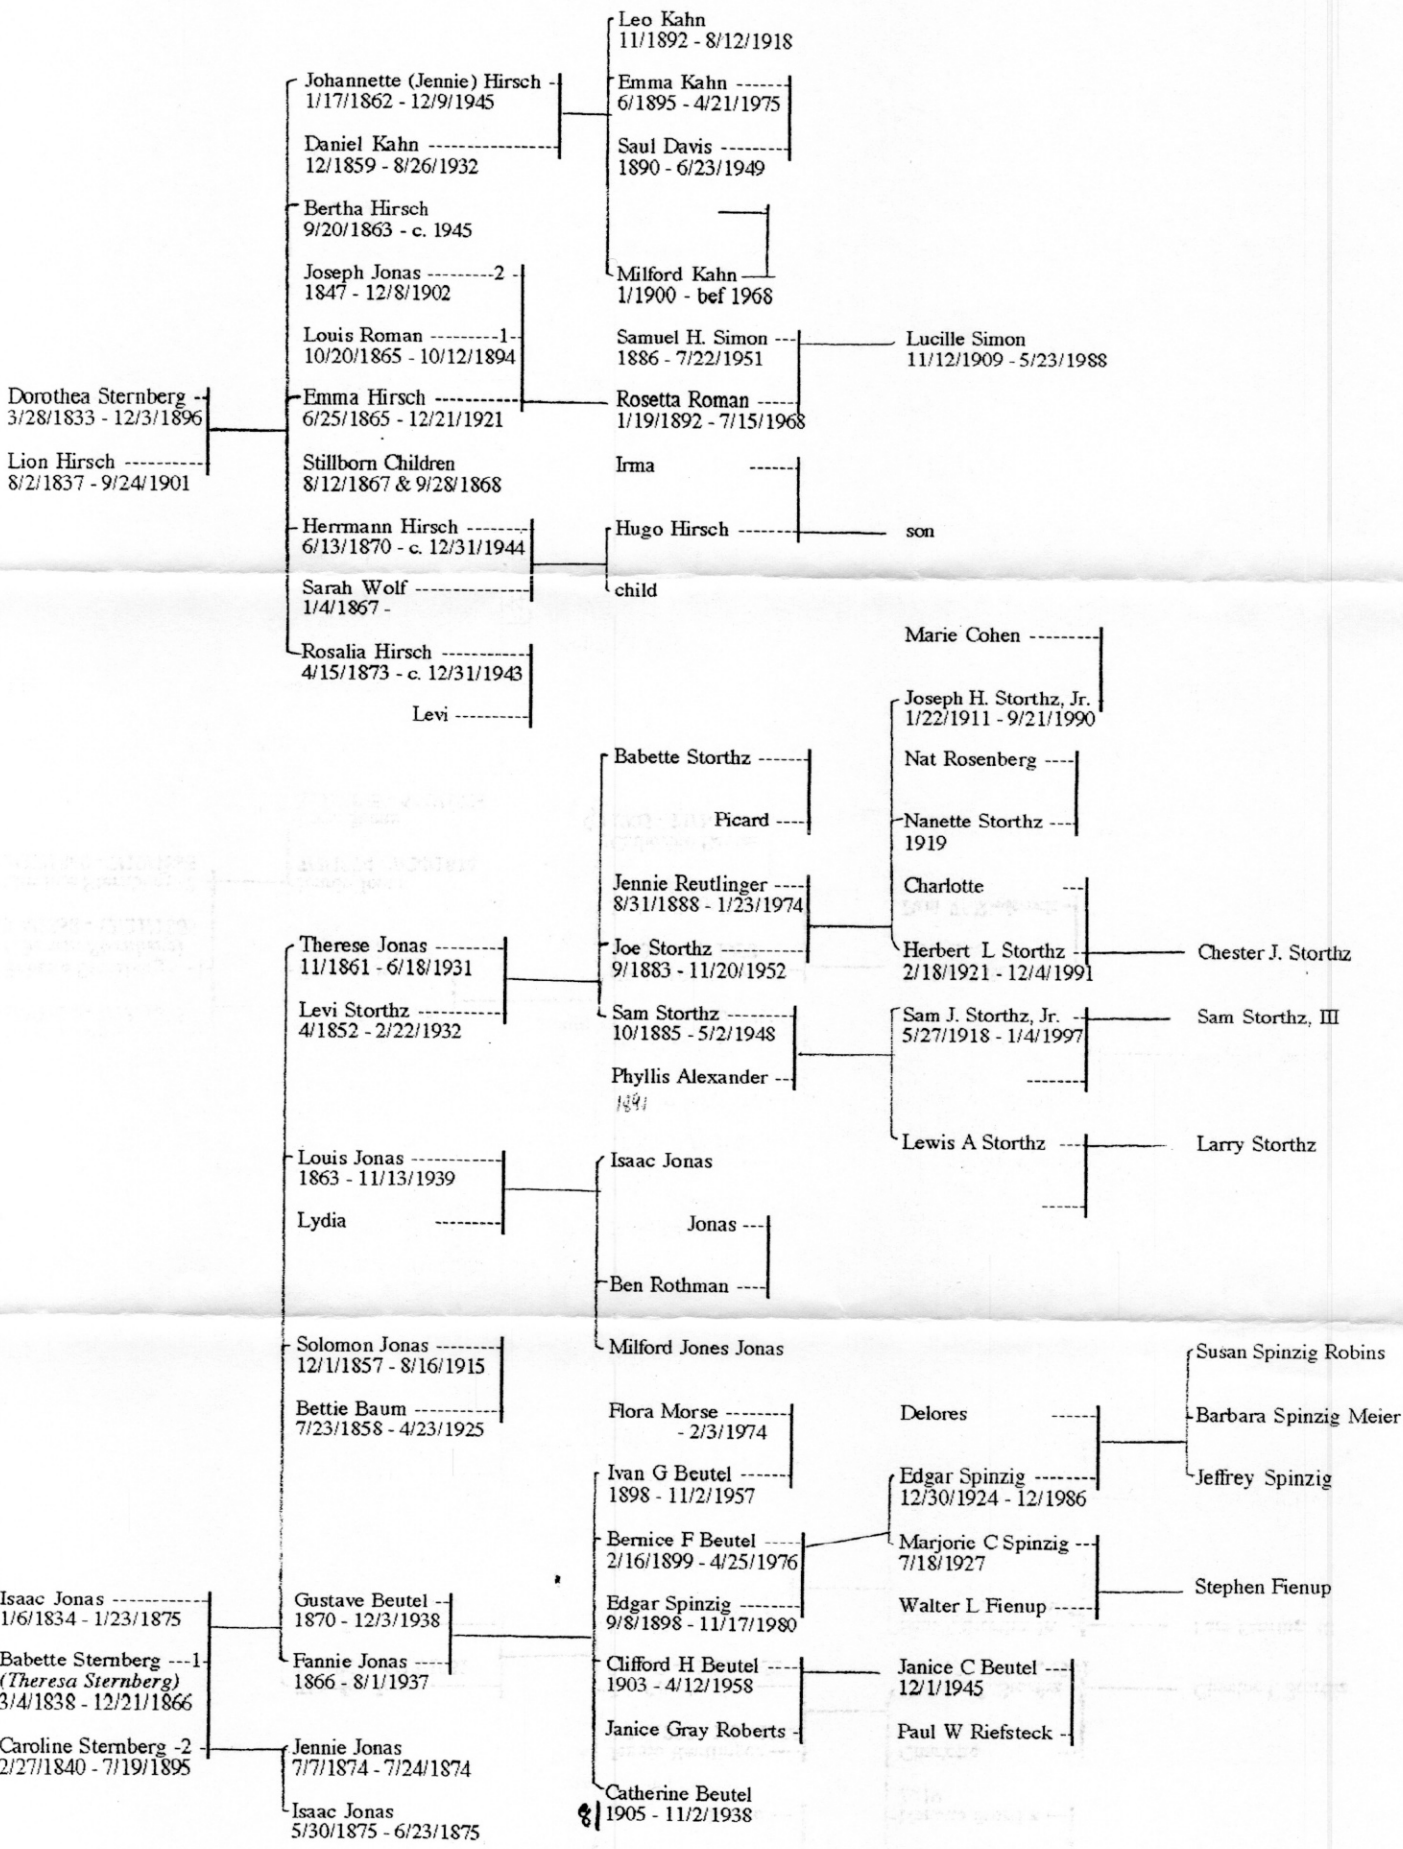 Leo Kahn
11/1892 - 8/12/1918
Johannette (Jennie) Hirsch
1/17/1862 - 12/9/1945
Emma Kahn
6/1895 - 4/21/1975
Daniel Kahn
12/1859 - 8/26/1932
Saul Davis
1890 - 6/23/1949
Bertha Hirsch
9/20/1863 - c. 1945
Joseph Jonas --------2
1847 - 12/8/1902
Milford Kahn
1/1900 - bef 1968
Louis Roman --------1
10/20/1865 - 10/12/1894
Samuel H. Simon
1886 - 7/22/1951
Lucille Simon
11/12/1909 - 5/23/1988
Dorothea Sternberg
3/28/1833 - 12/3/1896
Emma Hirsch
6/25/1865 - 12/21/1921
Rosetta Roman
1/19/1892 - 7/15/1968
Lion Hirsch
8/2/1837 - 9/24/1901
Stillborn Children
8/12/1867 & 9/28/1868
Irma
Herrmann Hirsch
6/13/1870 - c. 12/31/1944
Hugo Hirsch
son
Sarah Wolf
1/4/1867 -
child
Rosalia Hirsch
4/15/1873 - c. 12/31/1943
Levi
Marie Cohen
Joseph H. Storthz, Jr.
1/22/1911 - 9/21/1990
Babette Storthz
Nat Rosenberg
Picard
Nanette Storthz
1919
Jennie Reutlinger
8/31/1888 - 1/23/1974
Charlotte
Therese Jonas
11/1861 - 6/18/1931
Joe Storthz
9/1883 - 11/20/1952
Herbert L Storthz
2/18/1921 - 12/4/1991
Chester J. Storthz
Levi Storthz
4/1852 - 2/22/1932
Sam Storthz
10/1885 - 5/2/1948
Sam J. Storthz, Jr.
5/27/1918 - 1/4/1997
Sam Storthz, III
Phyllis Alexander
1891
Lewis A Storthz
Larry Storthz
Louis Jonas
1863 - 11/13/1939
Isaac Jonas
Lydia
Jonas
Ben Rothman
Solomon Jonas
12/1/1857 - 8/16/1915
Milford Jones Jonas
Susan Spinzig Robins
Bettie Baum
7/23/1858 - 4/23/1925
Flora Morse
- 2/3/1974
Delores
Barbara Spinzig Meier
Ivan G Beutel
1898 - 11/2/1957
Edgar Spinzig
12/30/1924 - 12/1986
Jeffrey Spinzig
Bernice F Beutel
2/16/1899 - 4/25/1976
Marjorie C Spinzig
7/18/1927
Isaac Jonas
1/6/1834 - 1/23/1875
Gustave Beutel
1870 - 12/3/1938
Edgar Spinzig
9/8/1898 - 11/17/1980
Walter L Fienup
Stephen Fienup
Babette Sternberg ---1
(Theresa Sternberg)
3/4/1838 - 12/21/1866
Fannie Jonas
1866 - 8/1/1937
Clifford H Beutel
1903 - 4/12/1958
Janice C Beutel
12/1/1945
Janice Gray Roberts
Paul W Riefsteck
Caroline Sternberg -2
2/27/1840 - 7/19/1895
Jennie Jonas
7/7/1874 - 7/24/1874
Catherine Beutel
8 1905 - 11/2/1938
Isaac Jonas
5/30/1875 - 6/23/1875